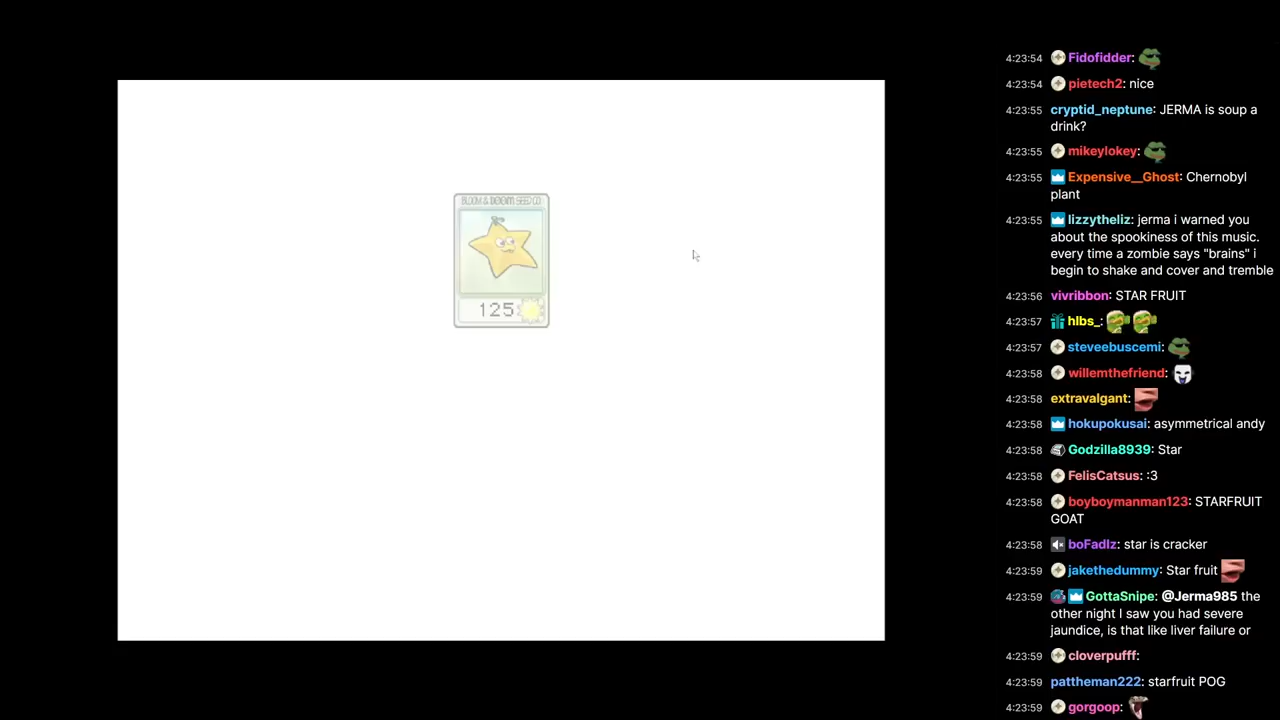 BLOOM & DOOM SEED CO
125
4:23:54 Fidofidder:
4:23:54 pietech2: nice
4:23:55 cryptid_neptune: JERMA is soup a
drink?
4:23:55 mikeylokey:
4:23:55 Expensive__Ghost: Chernobyl
plant
4:23:55 lizzytheliz: jerma i warned you
about the spookiness of this music.
every time a zombie says "brains" i
begin to shake and cover and tremble
4:23:56 vivribbon: STAR FRUIT
4:23:57 hlbs_:
4:23:57 steveebuscemi:
4:23:58 willemthefriend:
4:23:58 extravalgant:
4:23:58 hokupokusai: asymmetrical andy
4:23:58 Godzilla8939: Star
4:23:58 FelisCatsus: :3
4:23:58 boyboymanman123: STARFRUIT
GOAT
4:23:58 boFadlz: star is cracker
4:23:59 jakethedummy: Star fruit
4:23:59 GottaSnipe: @Jerma985 the
other night I saw you had severe
jaundice, is that like liver failure or
4:23:59 cloverpufff:
4:23:59 pattheman222: starfruit POG
4:23:59 gorgoop: